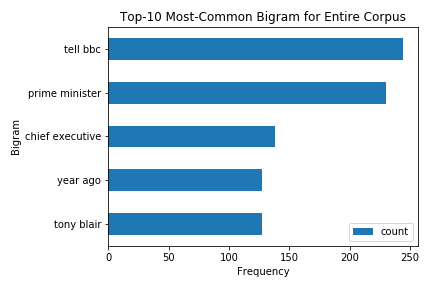 Top-10 Most-Common Bigram for Entire Corpus
tell bbc
prime minister
chief executive
year ago
tony blair
Bigram
count
0 50 100 150 200 250
Frequency